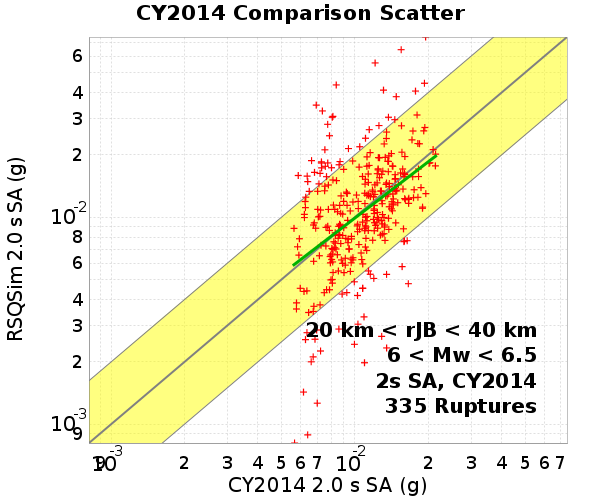 CY2014 Comparison Scatter
RSQSim 2.0 s SA (g)
6
4
3
2
10-2
8
6
4
3
2
10-3
9
20 km < rJB < 40 km
6 < Mw < 6.5
2s SA, CY2014
335 Ruptures
9 10-3 2 3 4 5 6 7 10-2 2 3 4 5 6 7
CY2014 2.0 s SA (g)